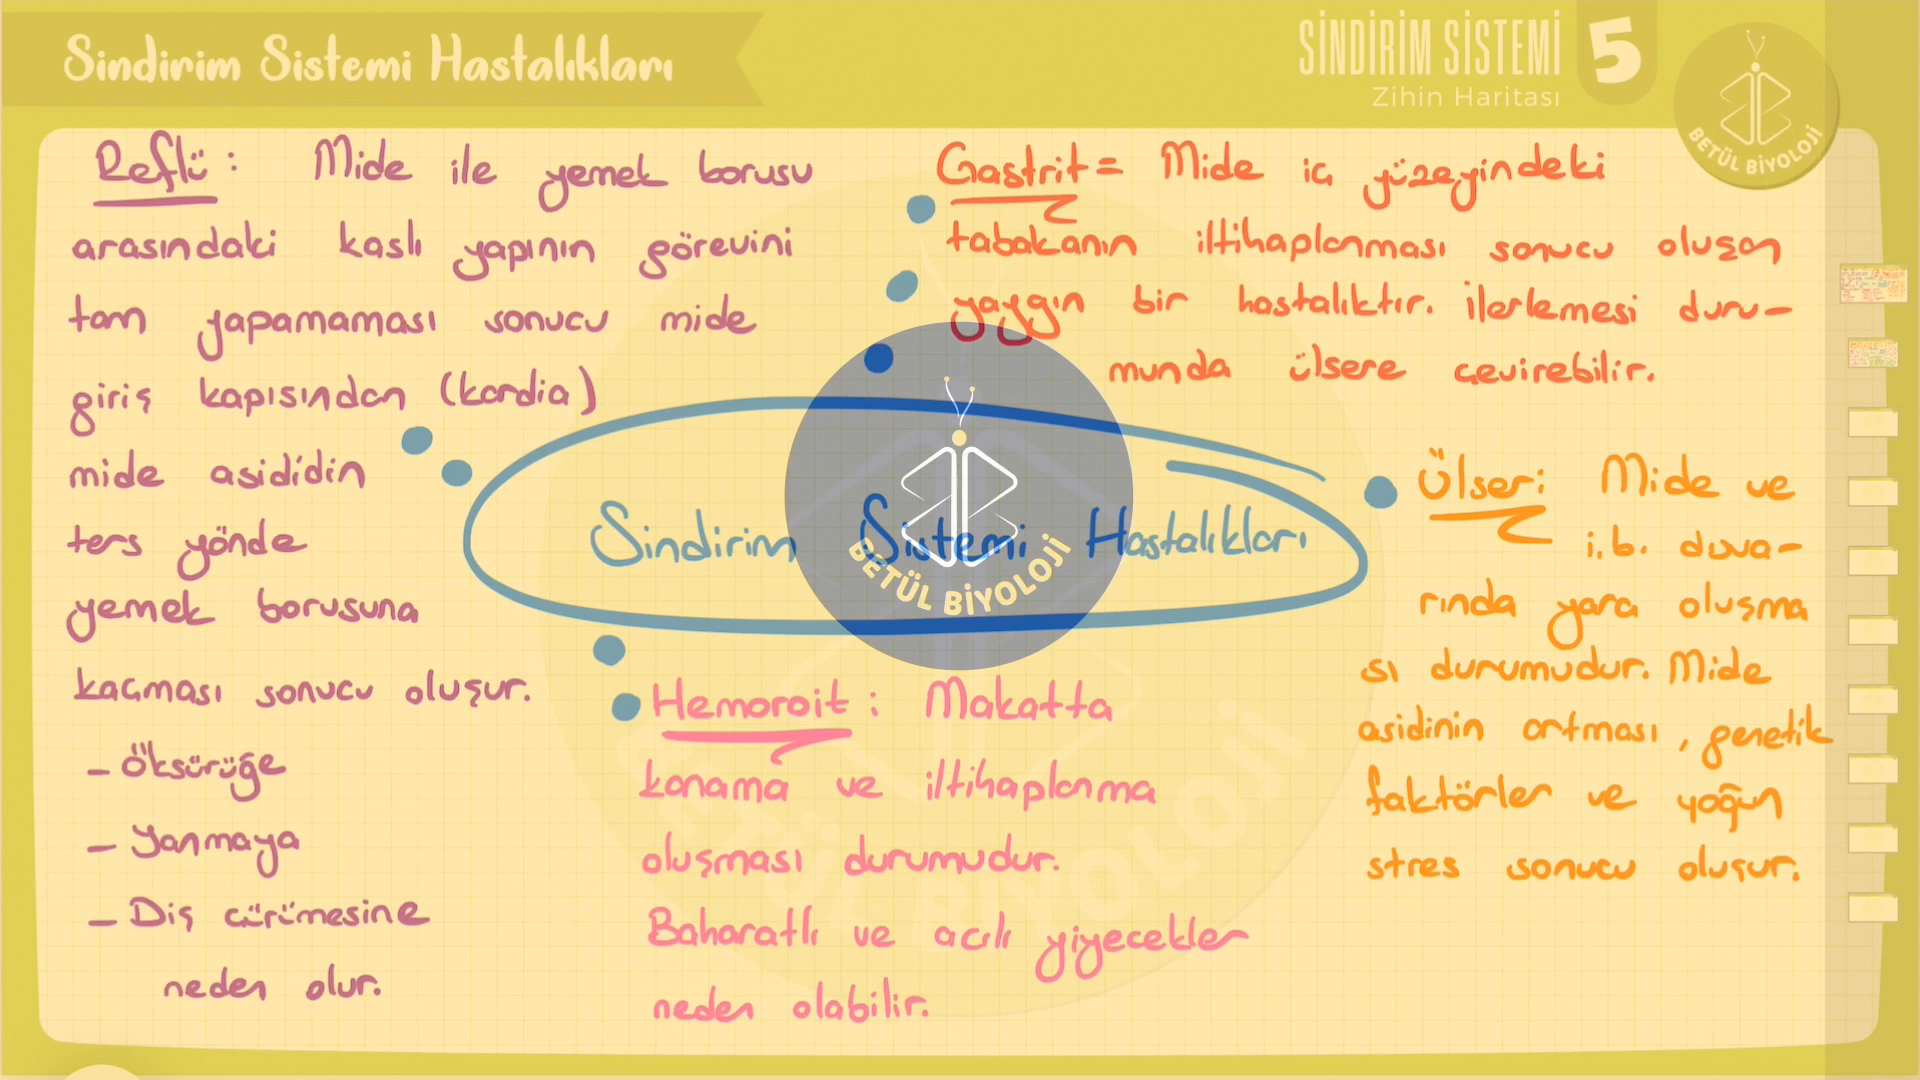 Sindirim Sistemi Hastalıkları
SİNDİRİM SİSTEMİ
Zihin Haritası
5
BETÜL BİYOLOJİ
Reflü: Mide ile yemek borusu
arasındaki kaslı yapının görevini
tam yapamaması sonucu mide
giriş kapısından (kardia)
mide asididin
ters yönde
yemek borusuna
kaçması sonucu oluşur.
- Öksürüğe
- Yanmaya
- Diş çürümesine
neden olur.
Gastrit= Mide iç yüzeyindeki
tabakanın iltihaplanması sonucu oluşan
yaygın bir hastalıktır. İlerlemesi duru-
munda ülsere çevirebilir.
Sindirim Sistemi Hastalıkları
BETÜL BİYOLOJİ
Ülser: Mide ve
i.b. duva-
rında yara oluşma
sı durumudur. Mide
asidinin artması, genetik
faktörler ve yoğun
stres sonucu oluşur.
Hemoroit: Makatta
kanama ve iltihaplanma
oluşması durumudur.
Baharatlı ve acılı yiyecekler
neden olabilir.
BETÜL BİYOLOJİ